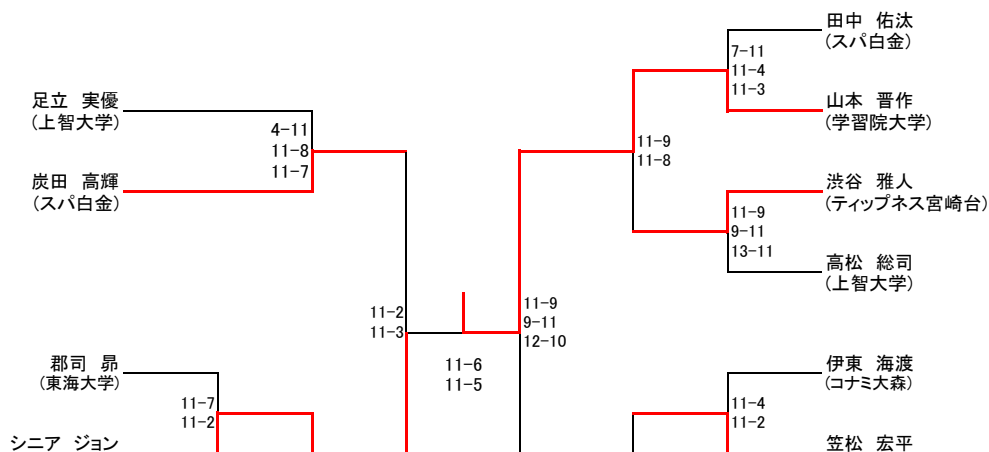 足立　実優
(上智大学)
4-11
11-8
11-7
炭田　高輝
(スパ白金)
11-2
11-3
郡司　昴
(東海大学)
11-7
11-2
シニア　ジョン
11-6
11-5
11-9
9-11
12-10
田中　佑汰
(スパ白金)
7-11
11-4
11-3
山本　晋作
(学習院大学)
11-9
11-8
渋谷　雅人
(ティップネス宮崎台)
11-9
9-11
13-11
高松　総司
(上智大学)
伊東　海渡
(コナミ大森)
11-4
11-2
笠松　宏平